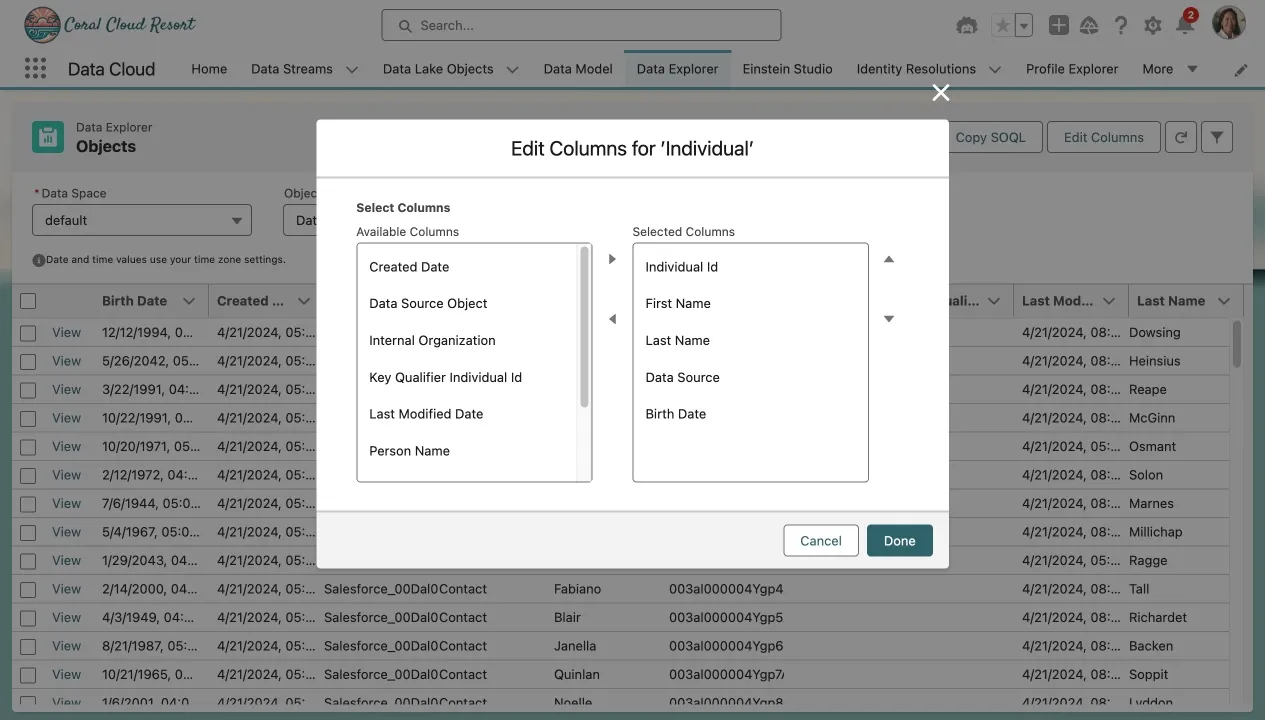 Coral Cloud Resort
Search...
2
Data Cloud
Home
Data Streams
Data Lake Objects
Data Model
Data Explorer
Einstein Studio
Identity Resolutions
Profile Explorer
More
Data Explorer
Objects
Copy SOQL
Edit Columns
*Data Space
default
Objec
Dat
Date and time values use your time zone settings.
Edit Columns for 'Individual'
Select Columns
Available Columns
Created Date
Data Source Object
Internal Organization
Key Qualifier Individual Id
Last Modified Date
Person Name
Selected Columns
Individual Id
First Name
Last Name
Data Source
Birth Date
Cancel
Done
Birth Date Created ... ali... Last Mod... Last Name
View 12/12/1994, 0... 4/21/2024, 05:... 4/21/2024, 08:... Dowsing
View 5/26/2042, 05... 4/21/2024, 05:... 4/21/2024, 08:... Heinsius
View 3/22/1991, 04:... 4/21/2024, 05:... 4/21/2024, 08:... Reape
View 10/22/1991, 0... 4/21/2024, 05:... 4/21/2024, 08:... McGinn
View 10/20/1971, 05... 4/21/2024, 05:... 4/21/2024, 05:... Osmant
View 2/12/1972, 04:... 4/21/2024, 05:... 4/21/2024, 08:... Solon
View 7/6/1944, 05:0... 4/21/2024, 05:... 4/21/2024, 08:... Marnes
View 5/4/1967, 05:0... 4/21/2024, 05:... 4/21/2024, 08:... Millichap
View 1/29/2043, 04:... 4/21/2024, 05:... 4/21/2024, 05:... Ragge
View 2/14/2000, 04... 4/21/2024, 05:... Salesforce_00Dal0 Contact Fabiano 003al000004Ygp4 4/21/2024, 08:... Tall
View 4/3/1949, 04:... 4/21/2024, 05:... Salesforce_00Dal0 Contact Blair 003al000004Ygp5 4/21/2024, 08:... Richardet
View 8/21/1987, 05:... 4/21/2024, 05:... Salesforce_00Dal0 Contact Janella 003al000004Ygp6 4/21/2024, 08:... Backen
View 10/21/1965, 0... 4/21/2024, 05:... Salesforce_00Dal0 Contact Quinlan 003al000004Ygp7 4/21/2024, 08:... Soppit
View 1/6/2001, 04:0... 4/21/2024, 05:... Salesforce_00Dal0 Contact Noelle 003al000004Ygp8 4/21/2024, 08:... Lyddon